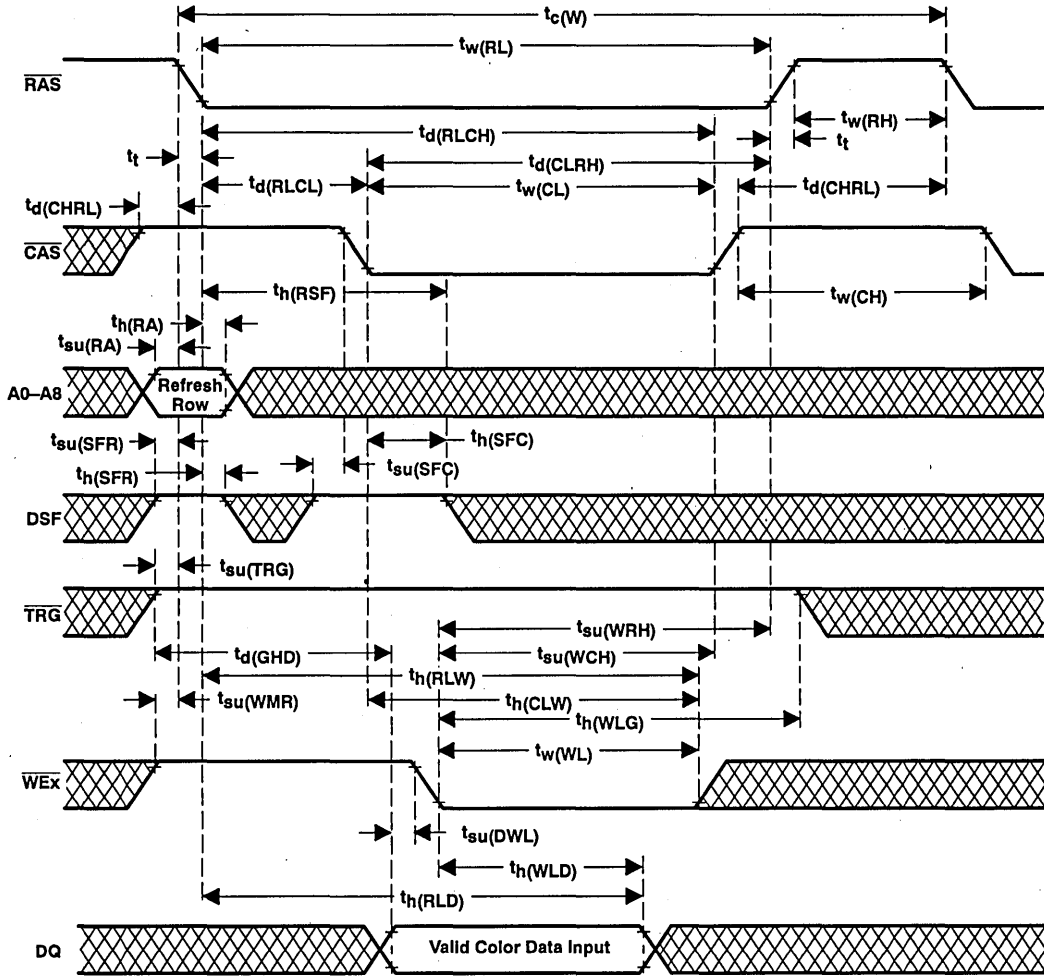 tc(W)
tw(RL)
RAS
tw(RH)
td(RLCH)
tt
tt
td(CLRH)
td(RLCL)
tw(CL)
td(CHRL)
td(CHRL)
CAS
th(RSF)
tw(CH)
th(RA)
tsu(RA)
A0–A8
Refresh
Row
tsu(SFR)
th(SFC)
th(SFR)
tsu(SFC)
DSF
tsu(TRG)
TRG
tsu(WRH)
td(GHD)
tsu(WCH)
th(RLW)
tsu(WMR)
th(CLW)
th(WLG)
tw(WL)
WEx
tsu(DWL)
th(WLD)
th(RLD)
DQ
Valid Color Data Input